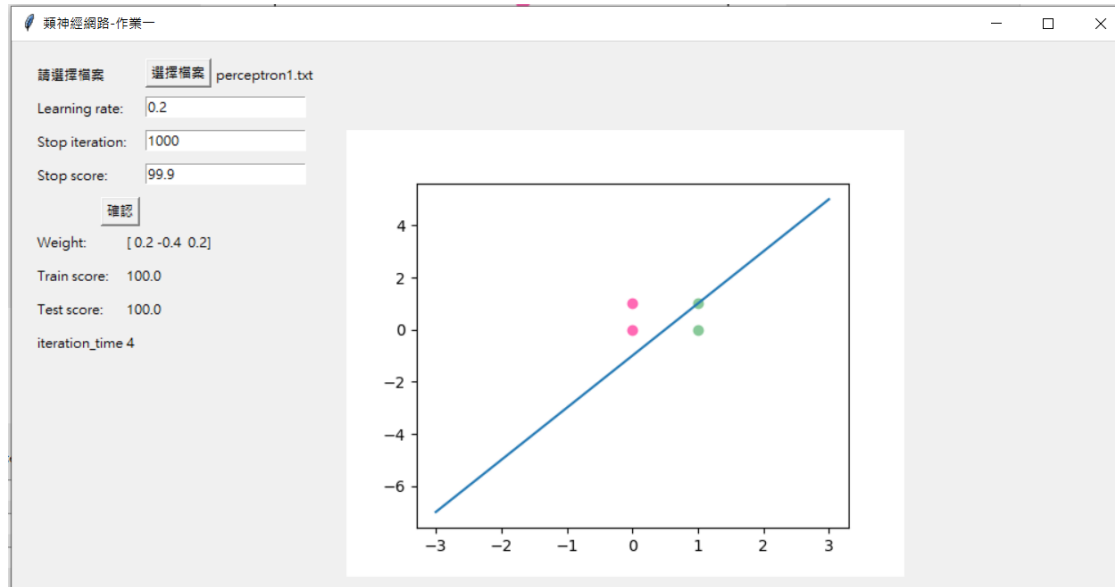 類神經網路-作業一
請選擇檔案 選擇檔案 perceptron1.txt
Learning rate: 0.2
Stop iteration: 1000
Stop score: 99.9
確認
Weight: [ 0.2 -0.4 0.2]
Train score: 100.0
Test score: 100.0
iteration_time 4
4
2
0
−2
−4
−6
−3 −2 −1 0 1 2 3